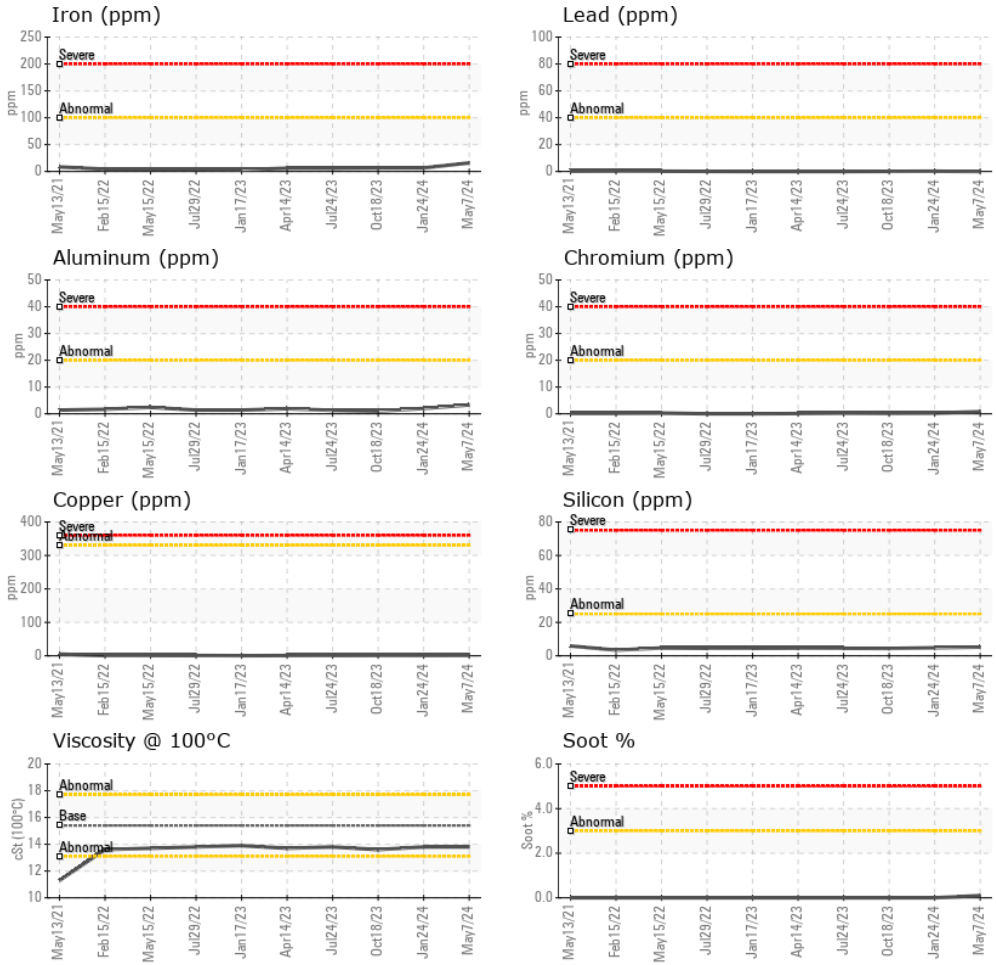 Iron (ppm)
ppm
250
200
150
100
50
0
Severe
Abnormal
May13/21
Feb15/22
May15/22
Jul29/22
Jan17/23
Apr14/23
Jul24/23
Oct18/23
Jan24/24
May7/24
Lead (ppm)
ppm
100
80
60
40
20
0
Severe
Abnormal
May13/21
Feb15/22
May15/22
Jul29/22
Jan17/23
Apr14/23
Jul24/23
Oct18/23
Jan24/24
May7/24
Aluminum (ppm)
ppm
50
40
30
20
10
0
Severe
Abnormal
May13/21
Feb15/22
May15/22
Jul29/22
Jan17/23
Apr14/23
Jul24/23
Oct18/23
Jan24/24
May7/24
Chromium (ppm)
ppm
50
40
30
20
10
0
Severe
Abnormal
May13/21
Feb15/22
May15/22
Jul29/22
Jan17/23
Apr14/23
Jul24/23
Oct18/23
Jan24/24
May7/24
Copper (ppm)
ppm
400
300
200
100
0
Severe
Abnormal
May13/21
Feb15/22
May15/22
Jul29/22
Jan17/23
Apr14/23
Jul24/23
Oct18/23
Jan24/24
May7/24
Silicon (ppm)
ppm
80
60
40
20
0
Severe
Abnormal
May13/21
Feb15/22
May15/22
Jul29/22
Jan17/23
Apr14/23
Jul24/23
Oct18/23
Jan24/24
May7/24
Viscosity @ 100°C
cSt (100°C)
20
18
16
14
12
10
Abnormal
Base
Abnormal
May13/21
Feb15/22
May15/22
Jul29/22
Jan17/23
Apr14/23
Jul24/23
Oct18/23
Jan24/24
May7/24
Soot %
Soot %
6.0
4.0
2.0
0.0
Severe
Abnormal
May13/21
Feb15/22
May15/22
Jul29/22
Jan17/23
Apr14/23
Jul24/23
Oct18/23
Jan24/24
May7/24